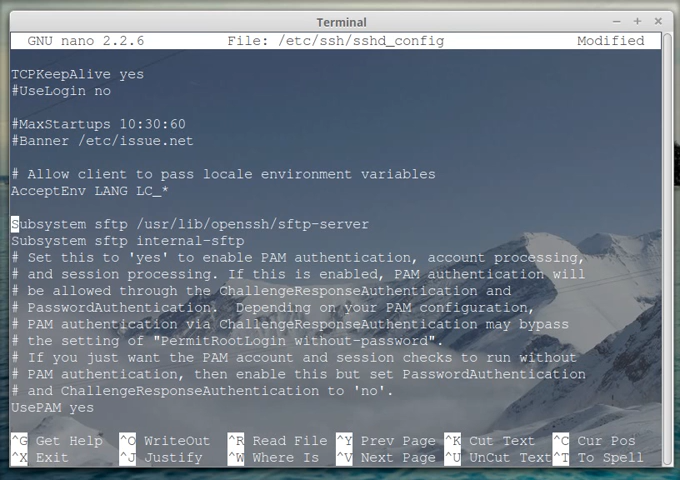 Terminal
GNU nano 2.2.6 File: /etc/ssh/sshd_config Modified
TCPKeepAlive yes
#UseLogin no
#MaxStartups 10:30:60
#Banner /etc/issue.net
# Allow client to pass locale environment variables
AcceptEnv LANG LC_*
Subsystem sftp /usr/lib/openssh/sftp-server
Subsystem sftp internal-sftp
# Set this to 'yes' to enable PAM authentication, account processing,
# and session processing. If this is enabled, PAM authentication will
# be allowed through the ChallengeResponseAuthentication and
# PasswordAuthentication.  Depending on your PAM configuration,
# PAM authentication via ChallengeResponseAuthentication may bypass
# the setting of "PermitRootLogin without-password".
# If you just want the PAM account and session checks to run without
# PAM authentication, then enable this but set PasswordAuthentication
# and ChallengeResponseAuthentication to 'no'.
UsePAM yes
^G Get Help ^O WriteOut ^R Read File ^Y Prev Page ^K Cut Text ^C Cur Pos
^X Exit ^J Justify ^W Where Is ^V Next Page ^U UnCut Text ^T To Spell